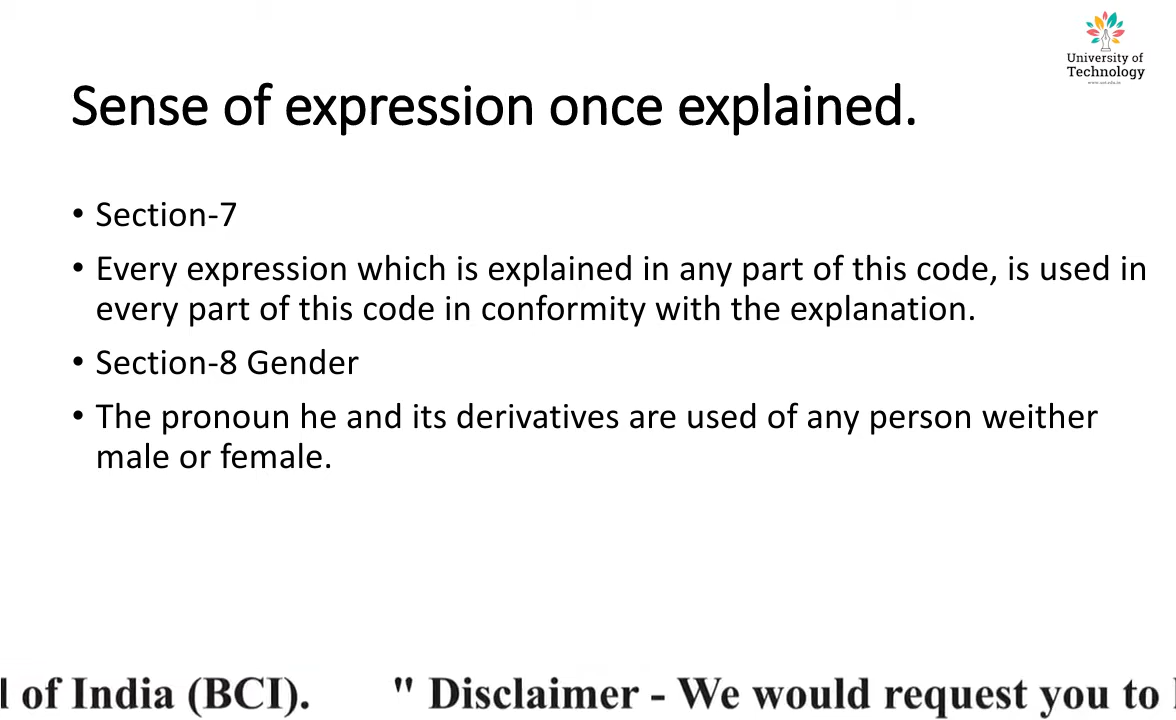 University of
Technology
Sense of expression once explained.
• Section-7
• Every expression which is explained in any part of this code, is used in
every part of this code in conformity with the explanation.
• Section-8 Gender
• The pronoun he and its derivatives are used of any person weither
male or female.
of India (BCI). " Disclaimer - We would request you to